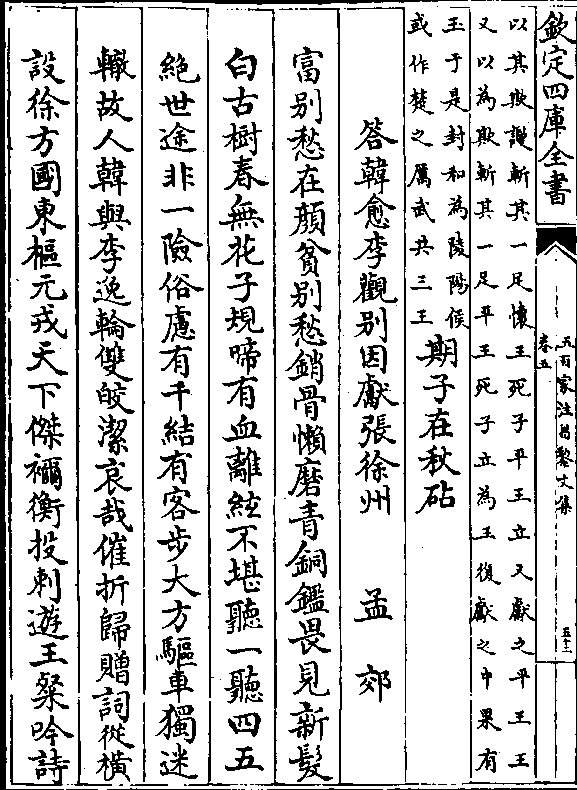 欽定四庫全書
五百家注昌黎文集
卷五
五十一
以其欺謾斬其一足懷王死子平王立又獻之平王王
又以為欺斬其一足平王死子立為王復獻之中果有
玉于是封和為陵陽侯
或作楚之厲武共三王
期子在秋砧
答韓愈李觀别因獻張徐州
孟郊
富别愁在顔貧别愁銷骨懶磨青銅鑑畏見新髮
白古樹春無花子規啼有血離絃不堪聽一聽四五
絶世途非一險俗慮有千結有客步大方驅車獨迷
轍故人韓與李逸輪雙皎潔哀哉催折歸贈詞從横
設徐方國東樞元戎天下傑禰衡投刺遊王粲吟詩